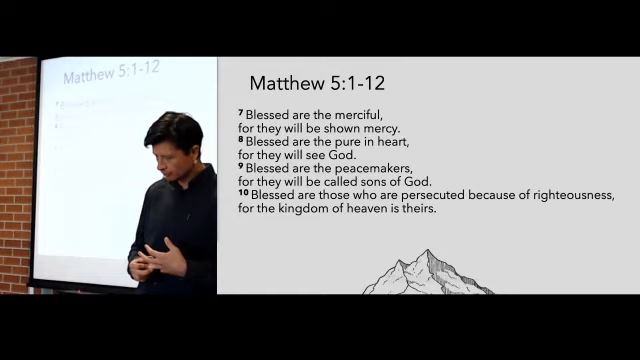 Matthew 5:1-12
Matthew 5:1-12
7 Blessed are the merciful,
for they will be shown mercy.
8 Blessed are the pure in heart,
for they will see God.
9 Blessed are the peacemakers,
for they will be called sons of God.
10 Blessed are those who are persecuted because of righteousness,
for the kingdom of heaven is theirs.